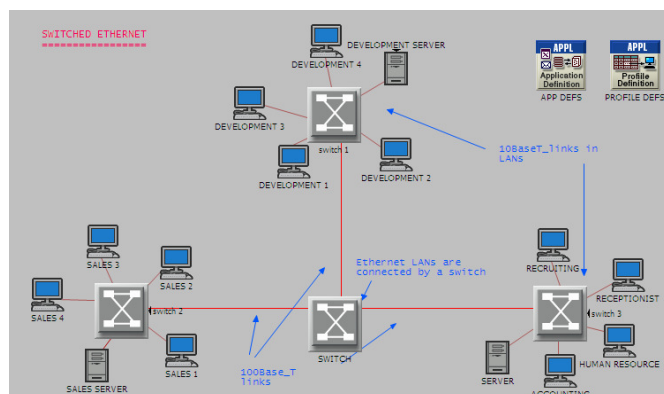 SWITCHED ETHERNET
=================
DEVELOPMENT SERVER
DEVELOPMENT 4
APPL
Application
Definition
APP DEFS
APPL
Profile
Definition
PROFILE DEFS
DEVELOPMENT 3
switch 1
DEVELOPMENT 1
DEVELOPMENT 2
10BaseT_links in
LANs
Ethernet LANs are
connected by a switch
SALES 3
SALES 2
SALES 4
switch 2
SALES SERVER
SALES 1
100Base_T
links
SWITCH
RECRUITING
RECEPTIONIST
switch 3
HUMAN RESOURCE
SERVER
ACCOUNTING